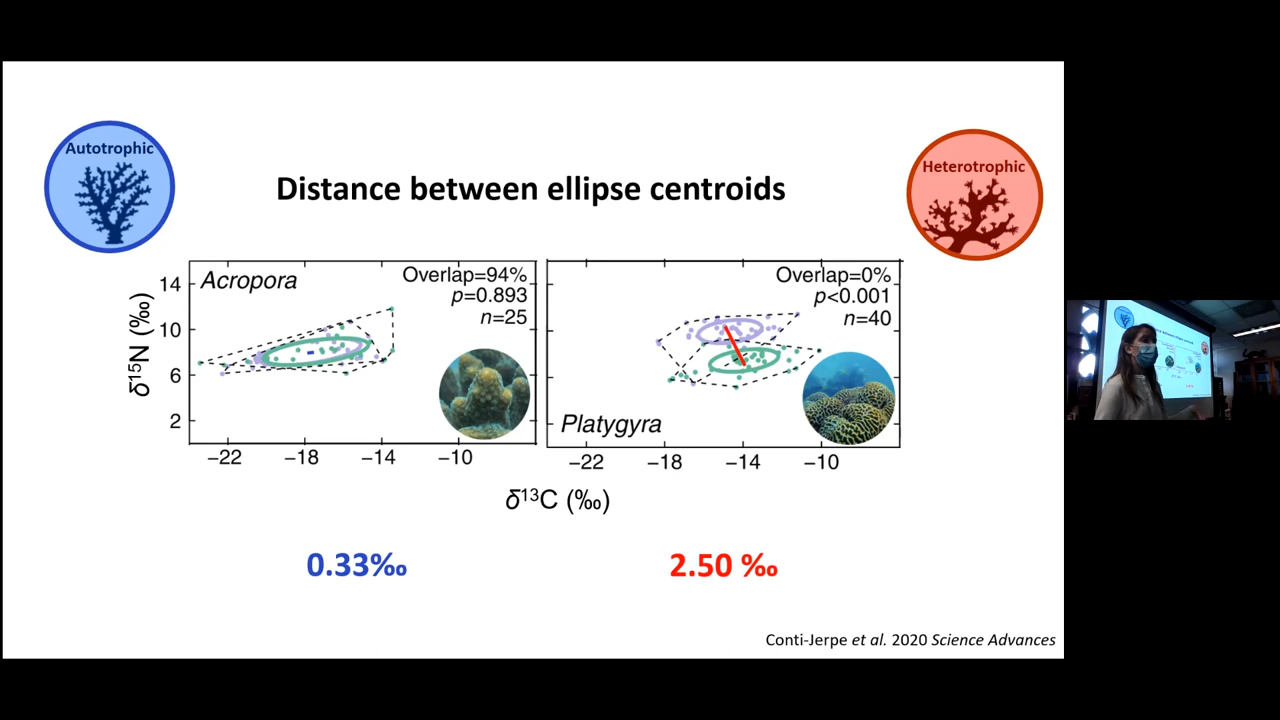 Autotrophic
Heterotrophic
Distance between ellipse centroids
Acropora
Overlap=94%
p=0.893
n=25
Overlap=0%
p<0.001
n=40
Platygyra
δ15N (‰)
14
10
6
2
−22
−18
−14
−10
−22
−18
−14
−10
δ13C (‰)
0.33‰
2.50 ‰
Conti-Jerpe et al. 2020 Science Advances